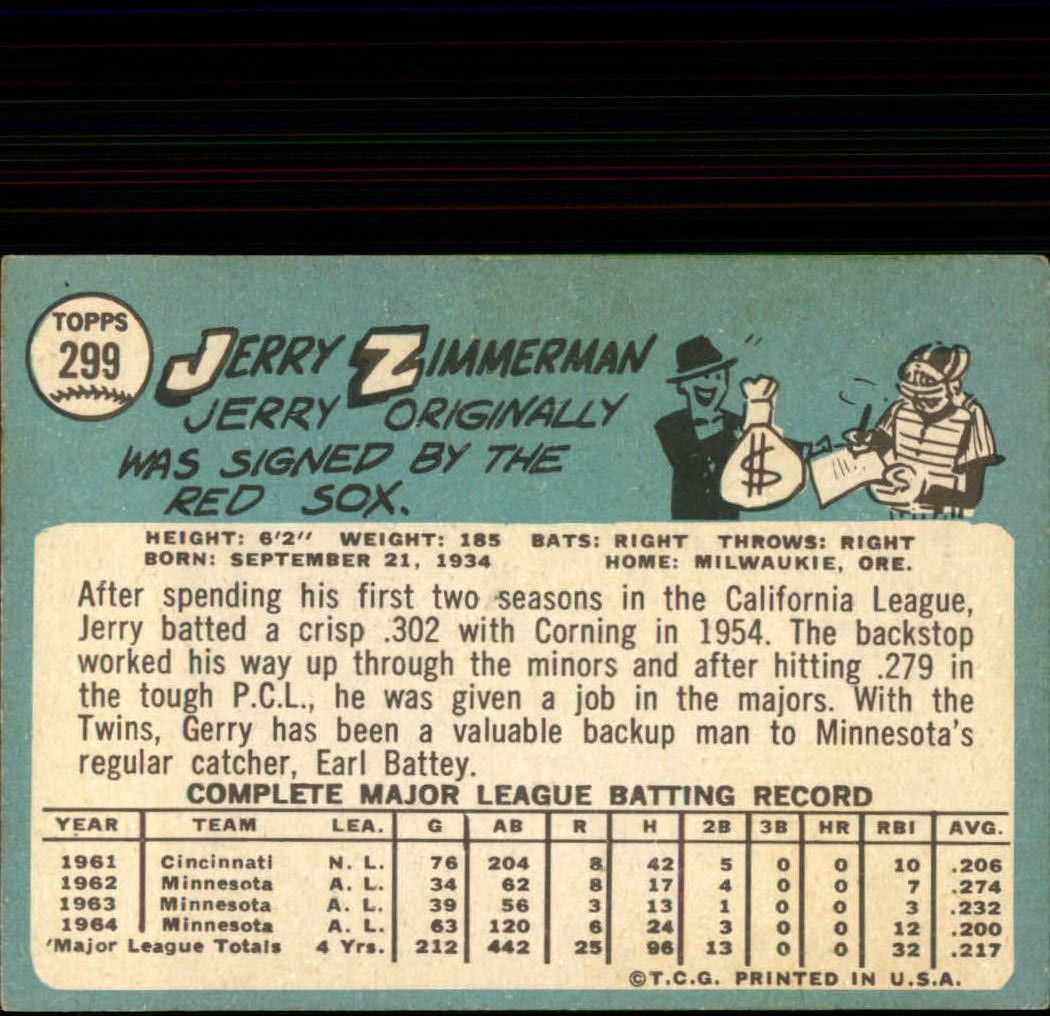 TOPPS
299
JERRY ZIMMERMAN
JERRY ORIGINALLY
WAS SIGNED BY THE
RED SOX.
$
HEIGHT: 6'2" WEIGHT: 185 BATS: RIGHT THROWS: RIGHT
BORN: SEPTEMBER 21, 1934 HOME: MILWAUKIE, ORE.
After spending his first two seasons in the California League,
Jerry batted a crisp .302 with Corning in 1954. The backstop
worked his way up through the minors and after hitting .279 in
the tough P.C.L., he was given a job in the majors. With the
Twins, Gerry has been a valuable backup man to Minnesota's
regular catcher, Earl Battey.
COMPLETE MAJOR LEAGUE BATTING RECORD
YEAR TEAM LEA. G AB R H 2B 3B HR RBI AVG.
1961 Cincinnati N. L. 76 204 8 42 5 0 0 10 .206
1962 Minnesota A. L. 34 62 8 17 4 0 0 7 .274
1963 Minnesota A. L. 39 56 3 13 1 0 0 3 .232
1964 Minnesota A. L. 63 120 6 24 3 0 0 12 .200
Major League Totals 4 Yrs. 212 442 25 96 13 0 0 32 .217
©T.C.G. PRINTED IN U.S.A.